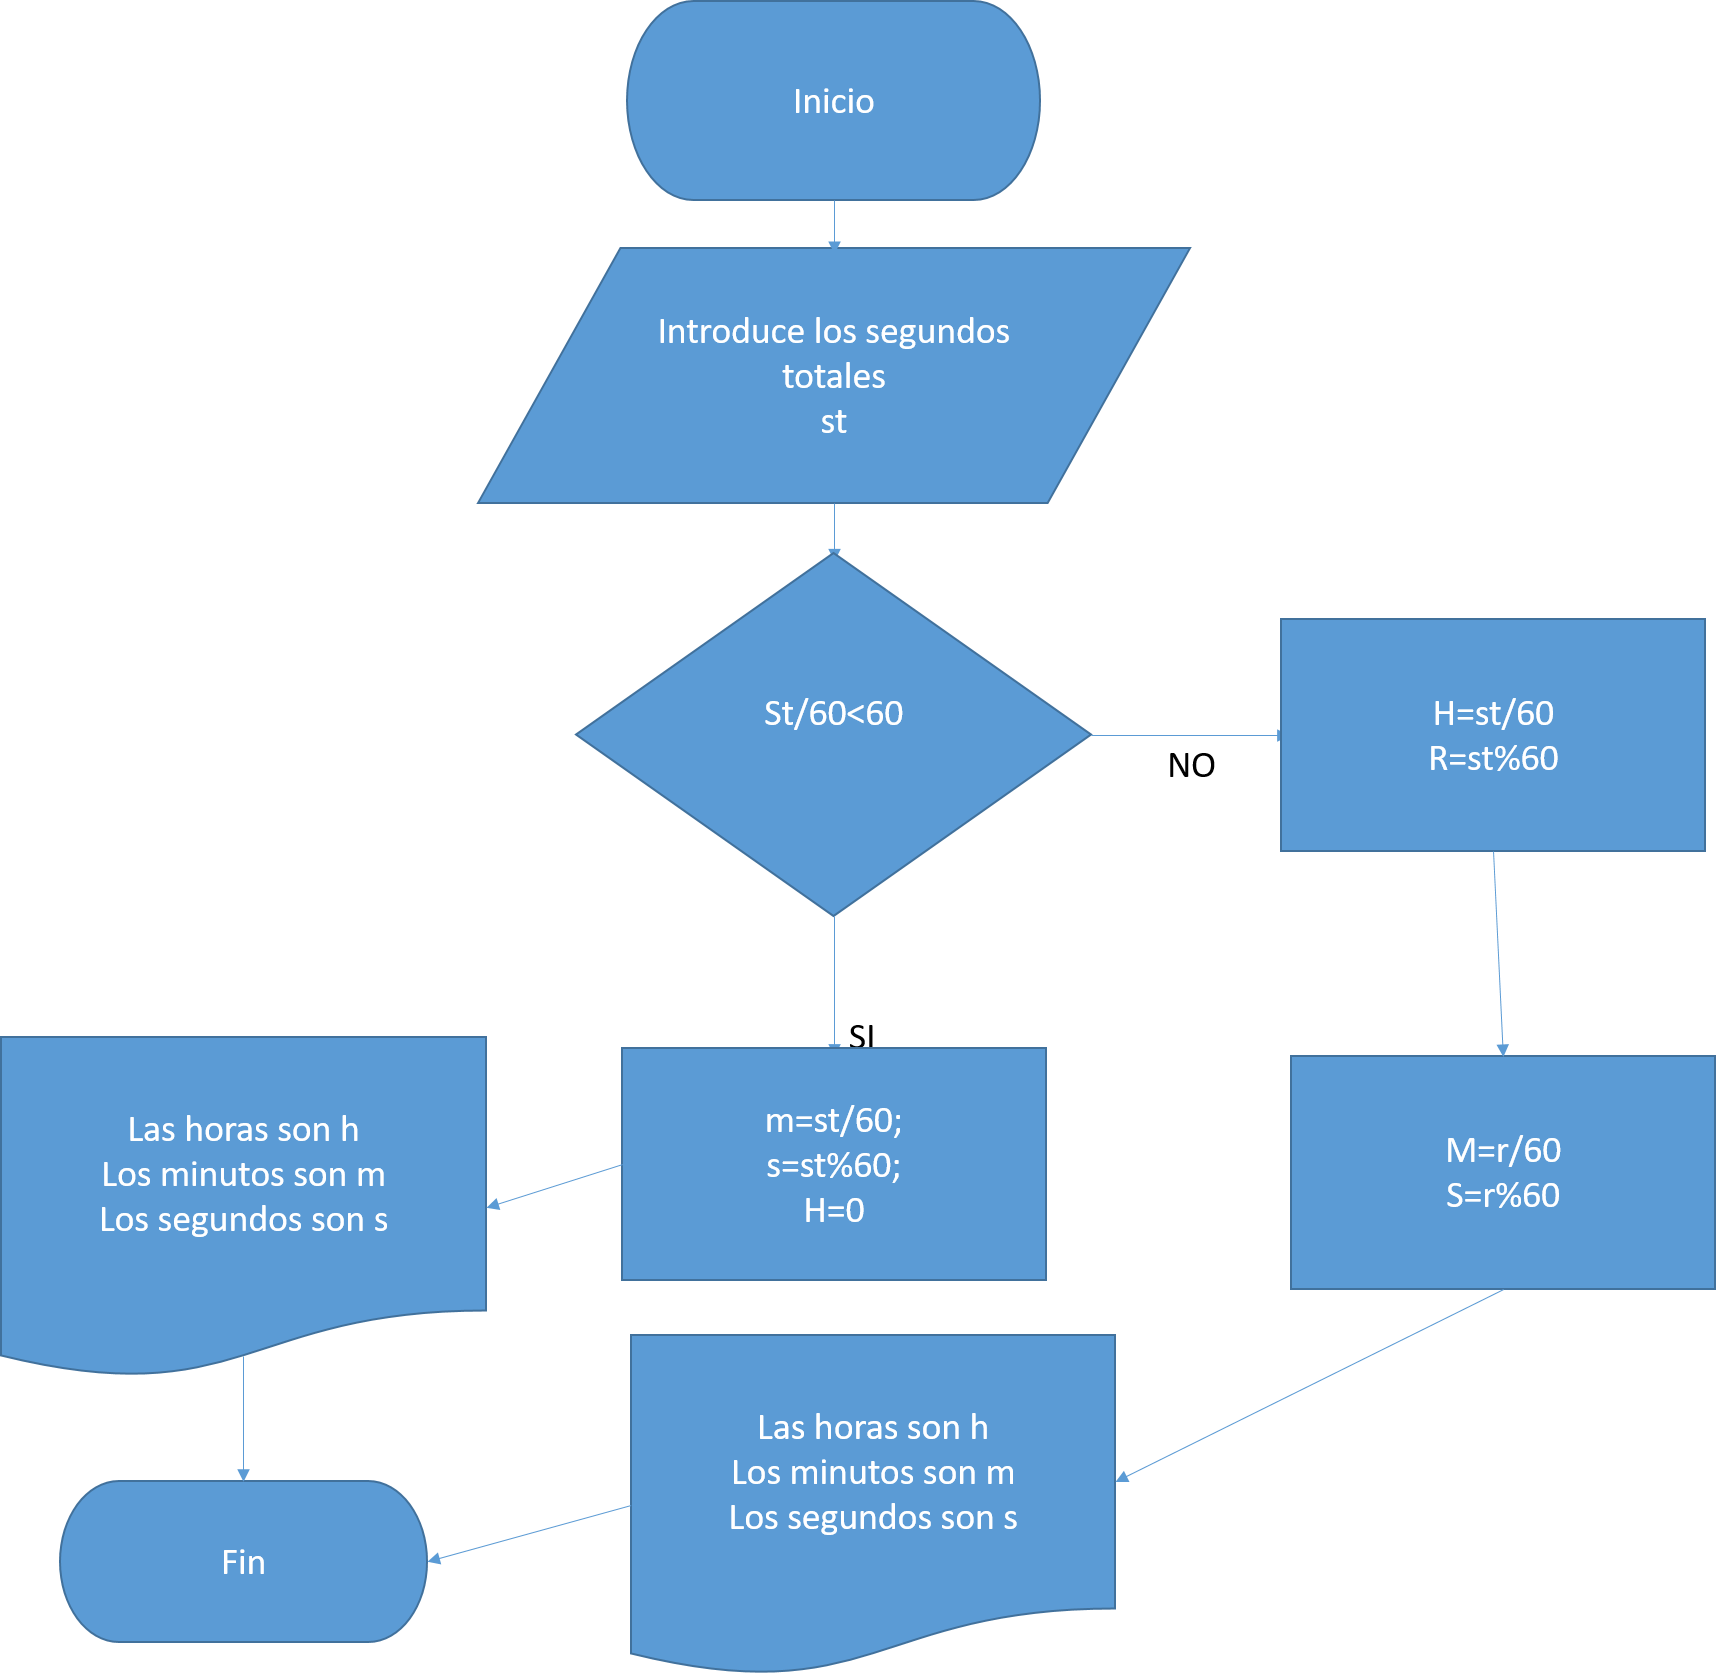 Inicio
Introduce los segundos
totales
st
St/60<60
NO
H=st/60
R=st%60
SI
m=st/60;
s=st%60;
H=0
M=r/60
S=r%60
Las horas son h
Los minutos son m
Los segundos son s
Las horas son h
Los minutos son m
Los segundos son s
Fin